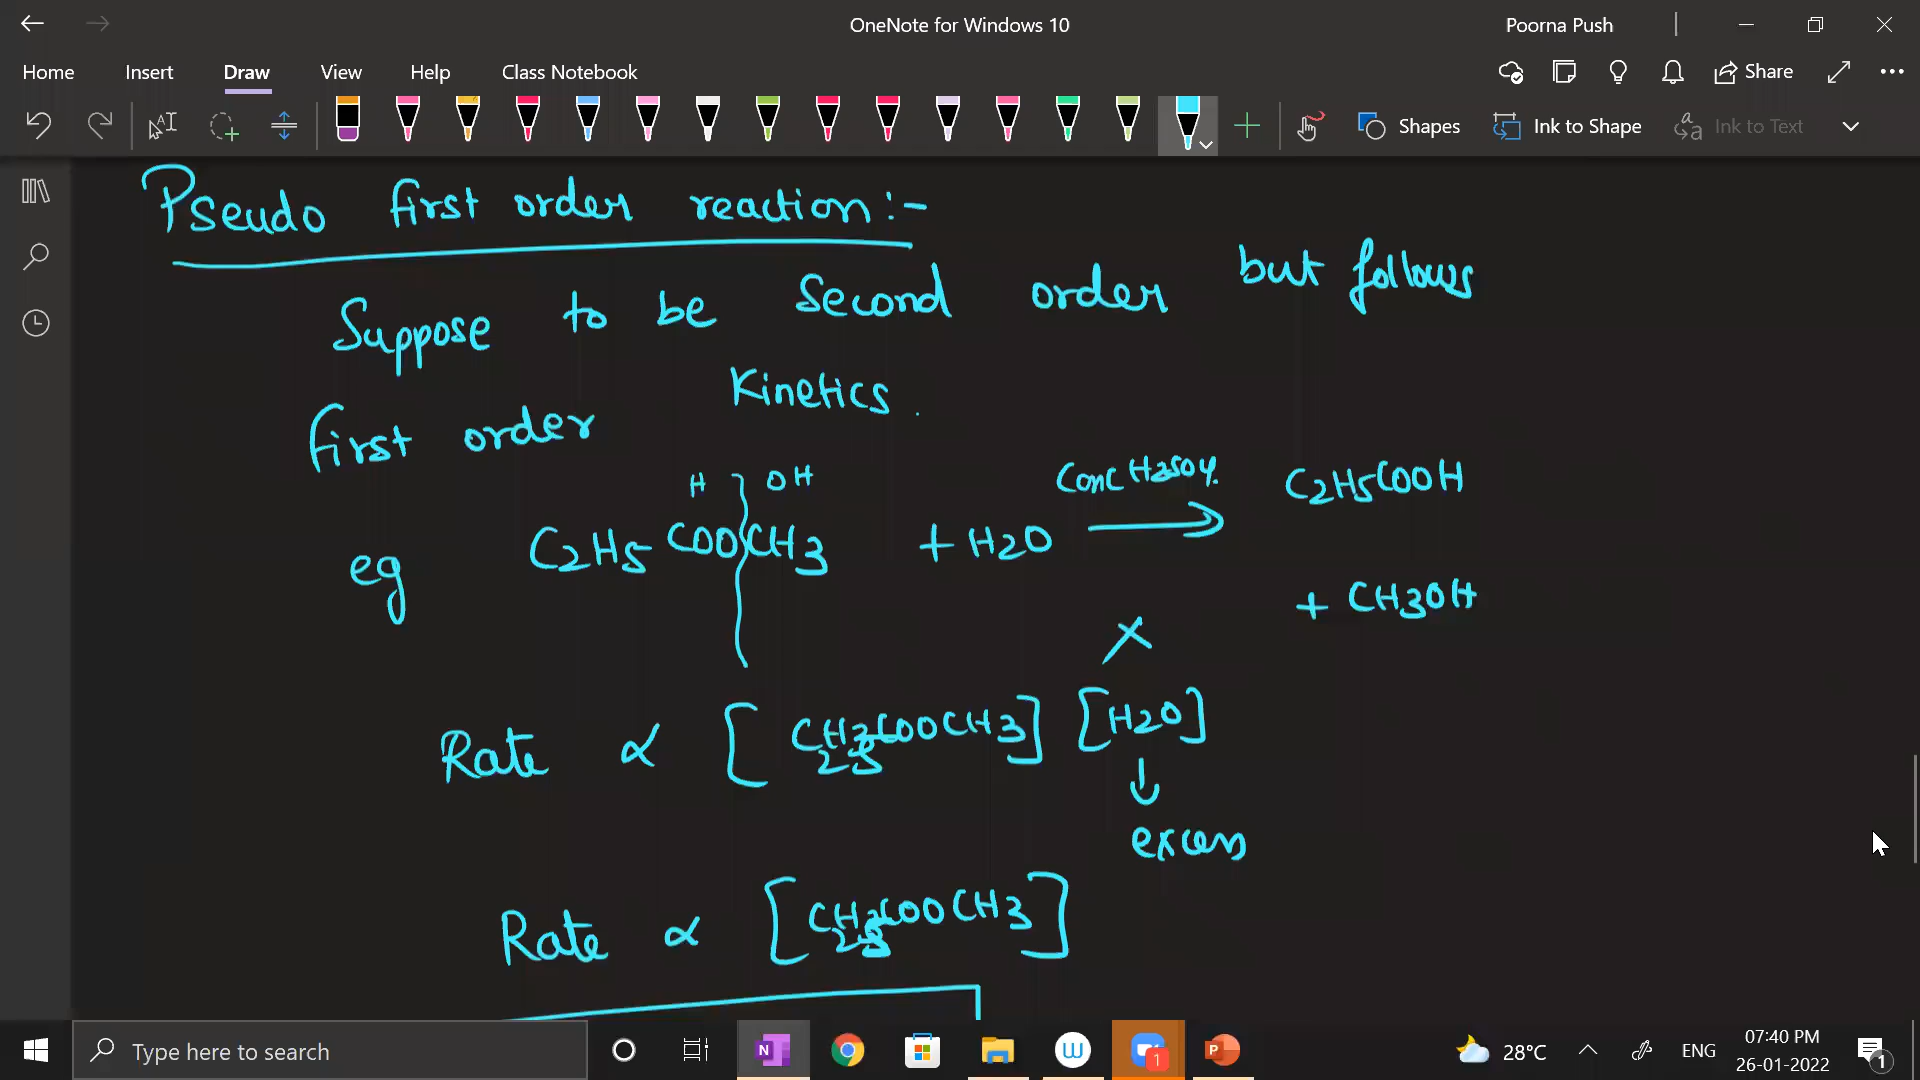 OneNote for Windows 10
Poorna Push
Home Insert Draw View Help Class Notebook
Share
Shapes Ink to Shape Ink to Text
Pseudo first order reaction:-
Suppose to be Second order but follows
first order Kinetics.
H OH
eg C2H5COOCH3 + H2O Conc H2SO4 C2H5COOH
+ CH3OH
X
Rate ∝ [C2H5COOCH3] [H2O]
↓
excess
Rate ∝ [C2H5COOCH3]
Type here to search
28°C
ENG
07:40 PM
26-01-2022
1
1